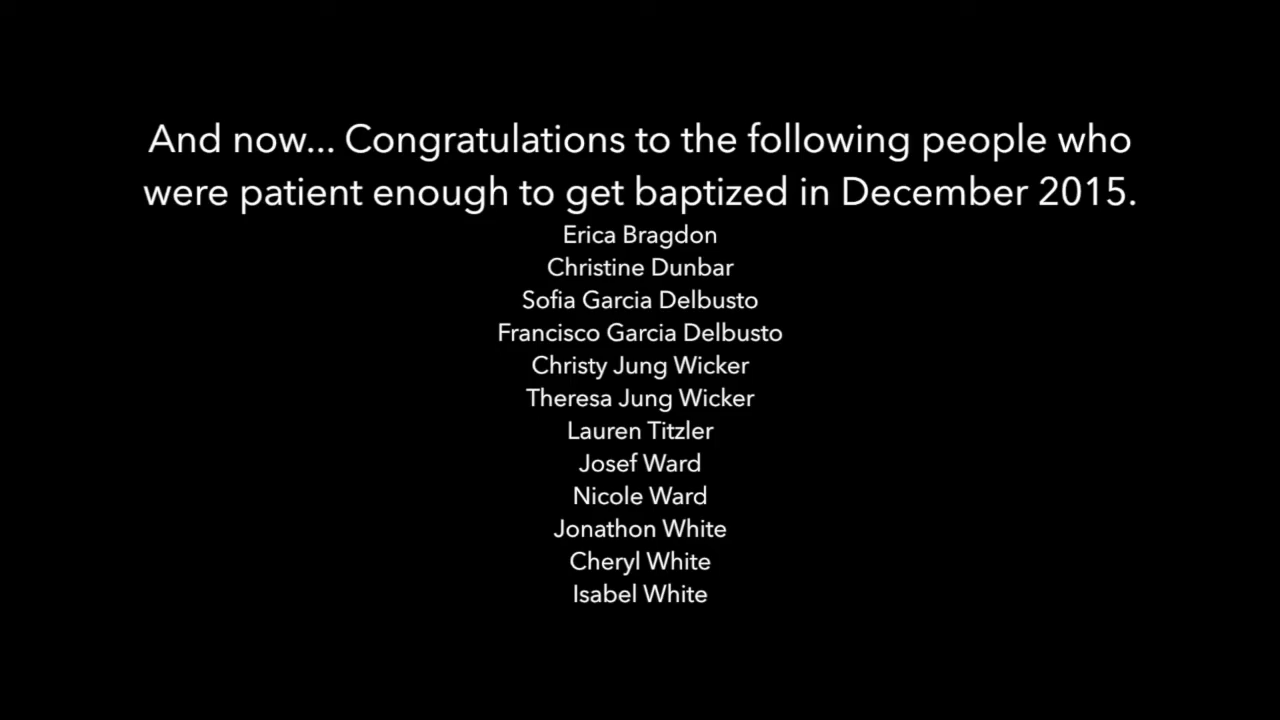 And now... Congratulations to the following people who
were patient enough to get baptized in December 2015.
Erica Bragdon
Christine Dunbar
Sofia Garcia Delbusto
Francisco Garcia Delbusto
Christy Jung Wicker
Theresa Jung Wicker
Lauren Titzler
Josef Ward
Nicole Ward
Jonathon White
Cheryl White
Isabel White